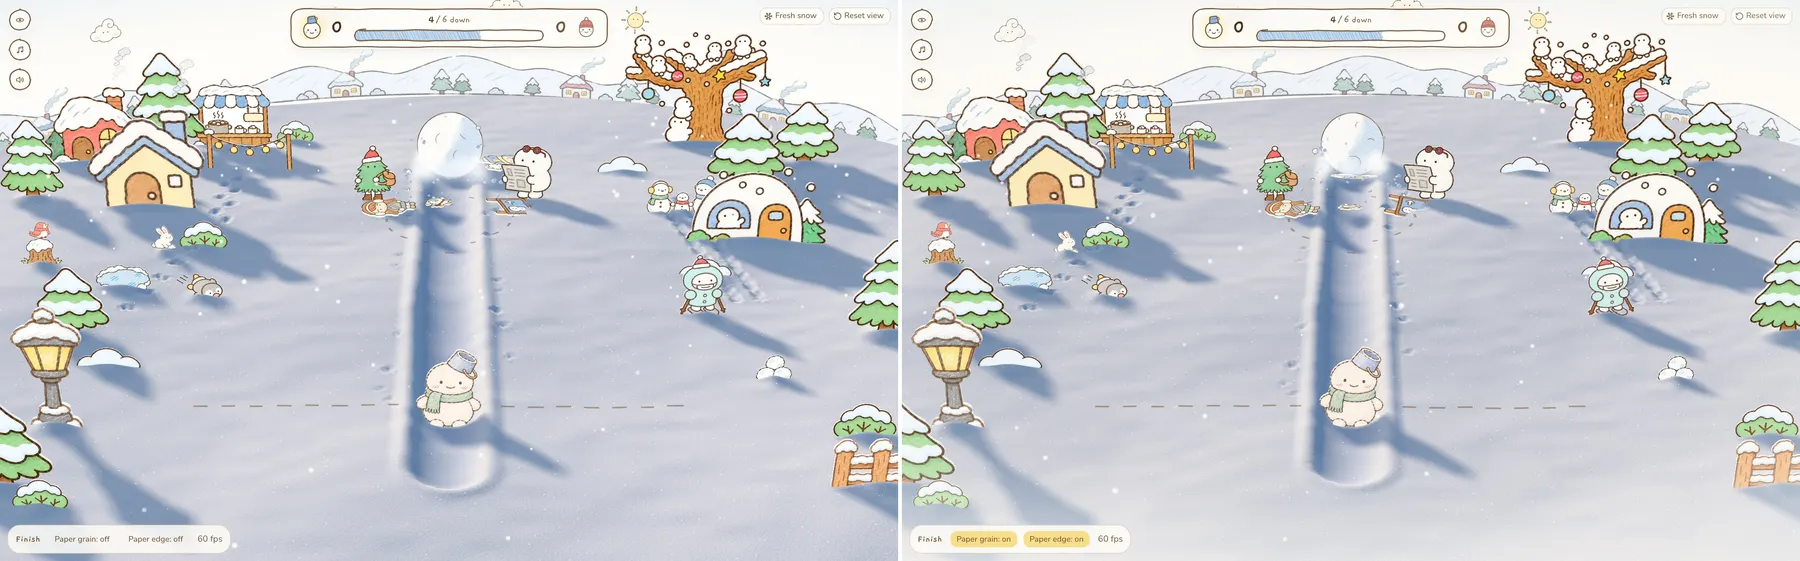 0
4 / 6 down
0
Fresh snow
Reset view
Finish
Paper grain: off
Paper edge: off
60 fps
0
4 / 6 down
0
Fresh snow
Reset view
Finish
Paper grain: on
Paper edge: on
60 fps